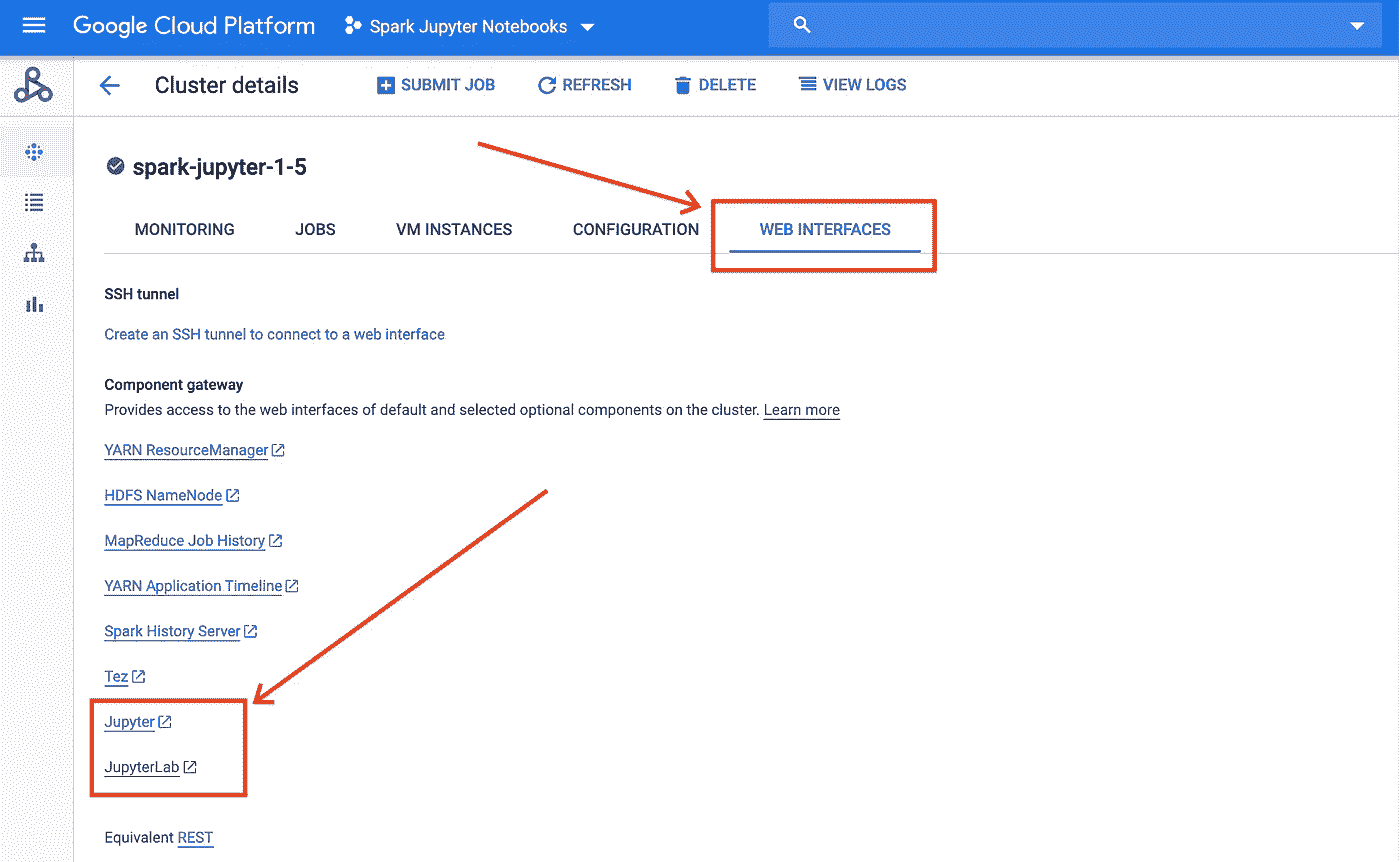 Google Cloud Platform Spark Jupyter Notebooks
Cluster details SUBMIT JOB REFRESH DELETE VIEW LOGS
spark-jupyter-1-5
MONITORING JOBS VM INSTANCES CONFIGURATION WEB INTERFACES
SSH tunnel
Create an SSH tunnel to connect to a web interface
Component gateway
Provides access to the web interfaces of default and selected optional components on the cluster. Learn more
YARN ResourceManager
HDFS NameNode
MapReduce Job History
YARN Application Timeline
Spark History Server
Tez
Jupyter
JupyterLab
Equivalent REST